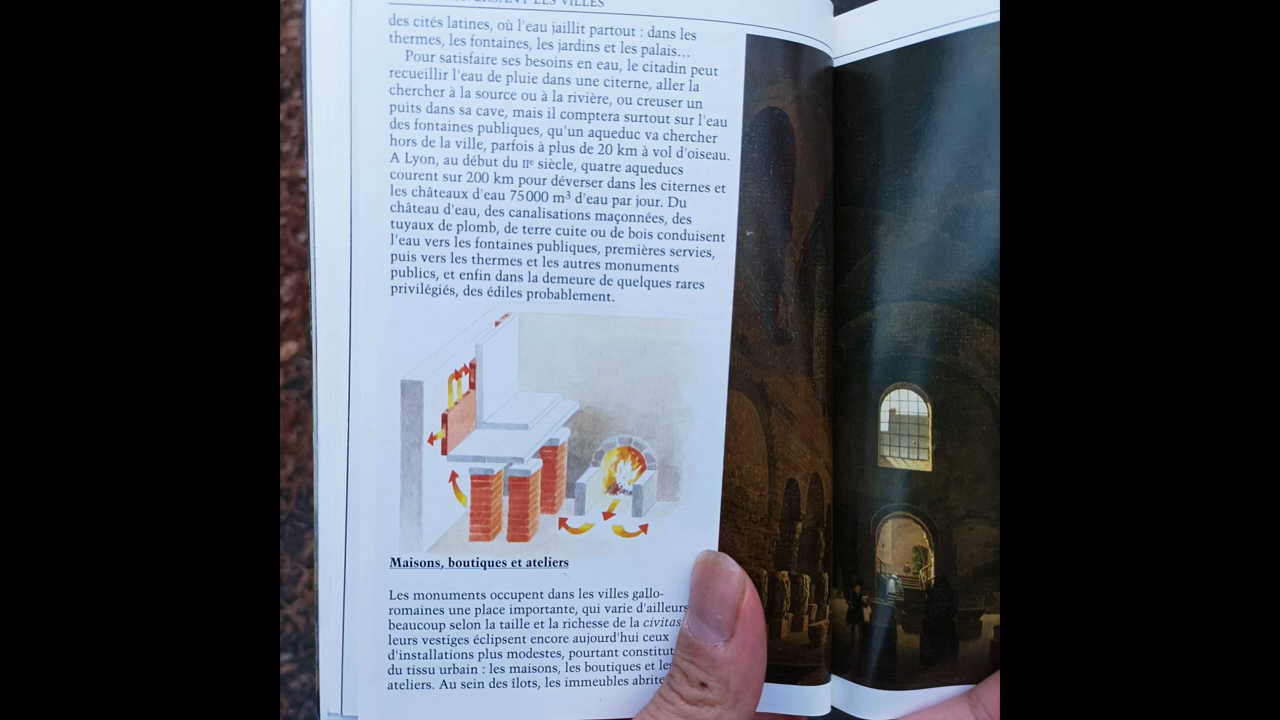 LES VILLES
des cités latines, où l'eau jaillit partout : dans les
thermes, les fontaines, les jardins et les palais...
Pour satisfaire ses besoins en eau, le citadin peut
recueillir l'eau de pluie dans une citerne, aller la
chercher à la source ou à la rivière, ou creuser un
puits dans sa cave, mais il comptera surtout sur l'eau
des fontaines publiques, qu'un aqueduc va chercher
hors de la ville, parfois à plus de 20 km à vol d'oiseau.
A Lyon, au début du IIe siècle, quatre aqueducs
courent sur 200 km pour déverser dans les citernes et
les châteaux d'eau 75 000 m³ d'eau par jour. Du
château d'eau, des canalisations maçonnées, des
tuyaux de plomb, de terre cuite ou de bois conduisent
l'eau vers les fontaines publiques, premières servies,
puis vers les thermes et les autres monuments
publics, et enfin dans la demeure de quelques rares
privilégiés, des édiles probablement.
Maisons, boutiques et ateliers
Les monuments occupent dans les villes gallo-
romaines une place importante, qui varie d'ailleurs
beaucoup selon la taille et la richesse de la civitas
leurs vestiges éclipsent encore aujourd'hui ceux
d'installations plus modestes, pourtant constitut
du tissu urbain : les maisons, les boutiques et les
ateliers. Au sein des îlots, les immeubles abrite